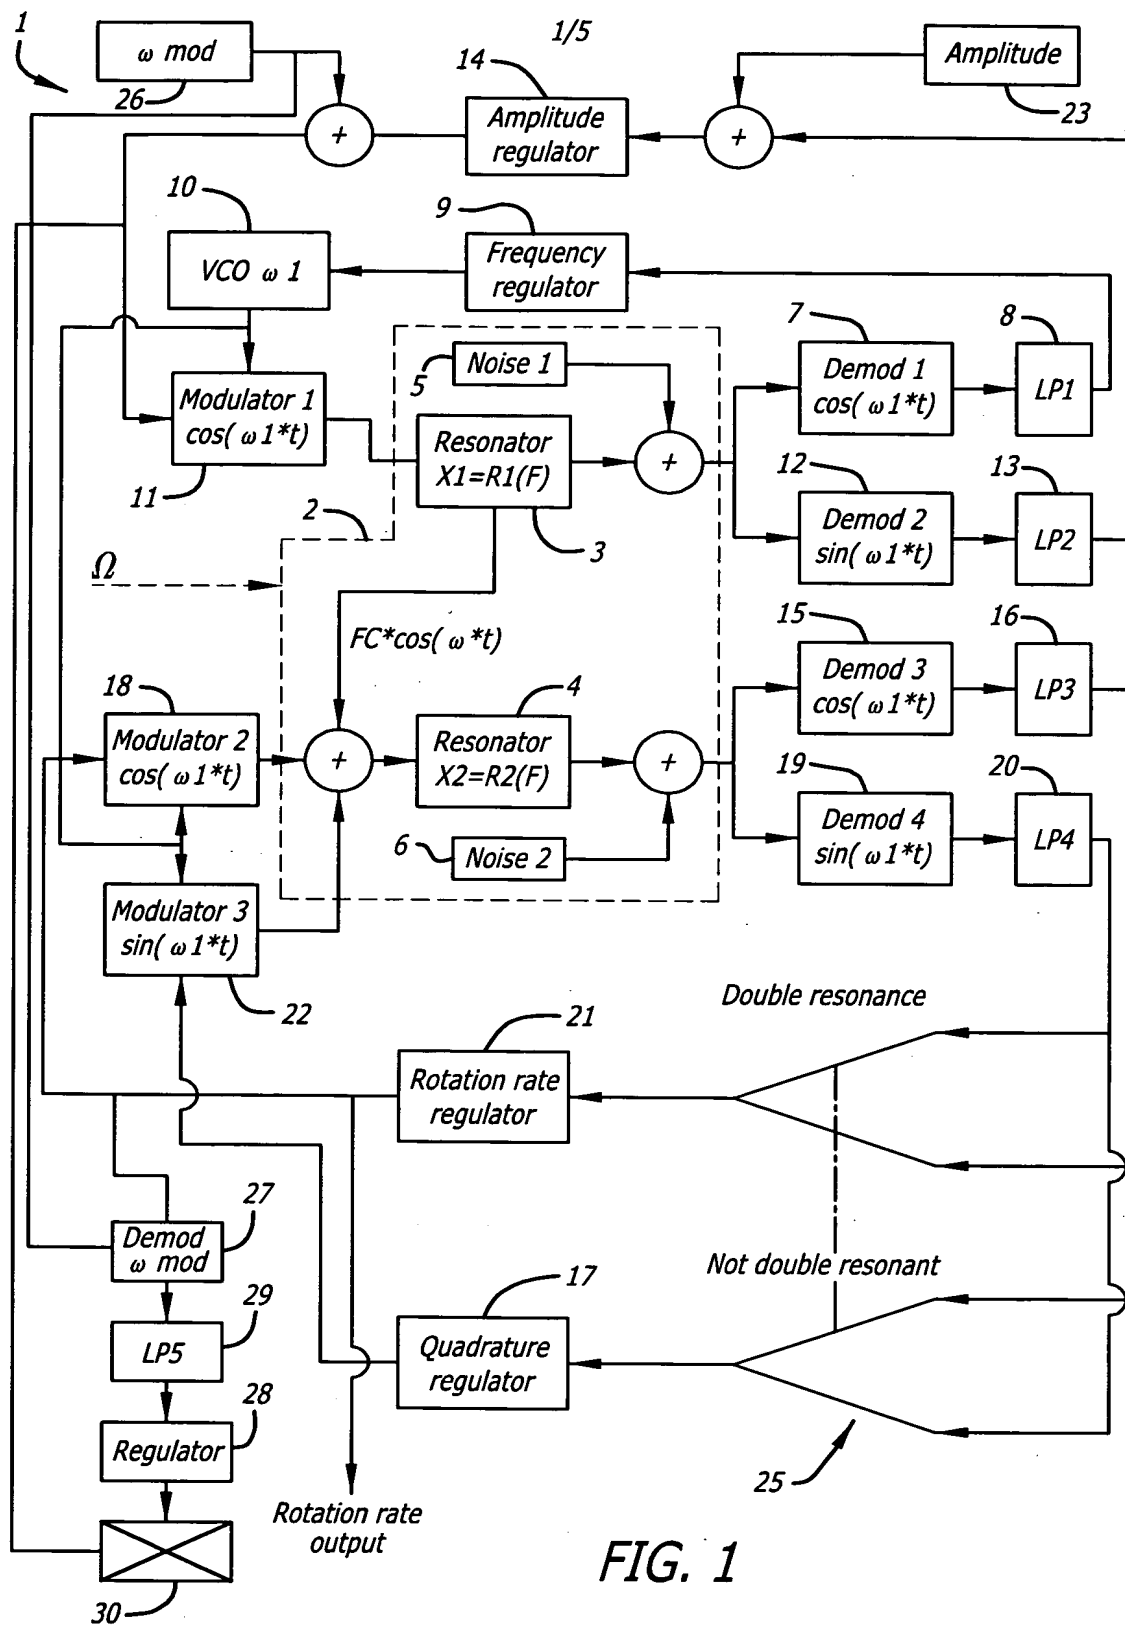 1
ω mod
26
1/5
14
Amplitude
regulator
Amplitude
23
+
+
10
VCO ω 1
9
Frequency
regulator
7
Demod 1
cos( ω 1*t)
8
LP1
5
Noise 1
Modulator 1
cos( ω 1*t)
11
Resonator
X1=R1(F)
3
+
2
12
Demod 2
sin( ω 1*t)
13
LP2
Ω
FC*cos( ω *t)
15
Demod 3
cos( ω 1*t)
16
LP3
18
Modulator 2
cos( ω 1*t)
+
4
Resonator
X2=R2(F)
+
19
Demod 4
sin( ω 1*t)
20
LP4
6
Noise 2
Modulator 3
sin( ω 1*t)
22
Double resonance
21
Rotation rate
regulator
27
Demod
ω mod
Not double resonant
17
Quadrature
regulator
29
LP5
28
Regulator
25
Rotation rate
output
30
FIG. 1